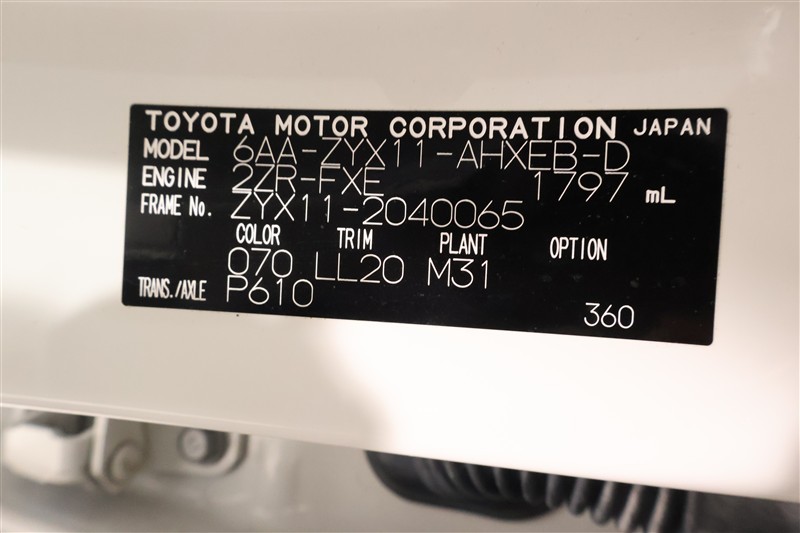 TOYOTA MOTOR CORPORATION JAPAN
MODEL 6AA-ZYX11-AHXEB-D
ENGINE 2ZR-FXE 1797 mL
FRAME No. ZYX11-2040065
COLOR TRIM PLANT OPTION
070 LL20 M31
TRANS./AXLE P610
360